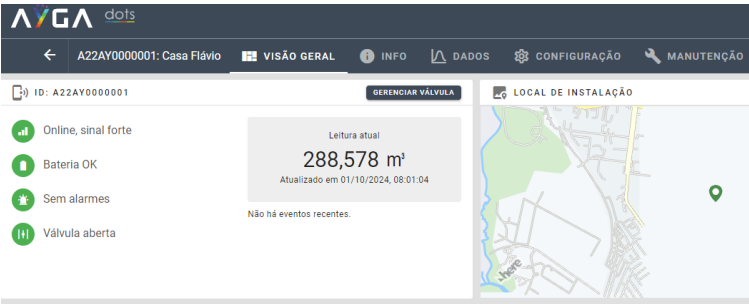 AYGA dots
A22AY0000001: Casa Flávio
VISÃO GERAL
INFO
DADOS
CONFIGURAÇÃO
MANUTENÇÃO
ID: A22AY0000001
GERENCIAR VÁLVULA
Online, sinal forte
Bateria OK
Sem alarmes
Válvula aberta
Leitura atual
288,578 m³
Atualizado em 01/10/2024, 08:01:04
Não há eventos recentes.
LOCAL DE INSTALAÇÃO
here